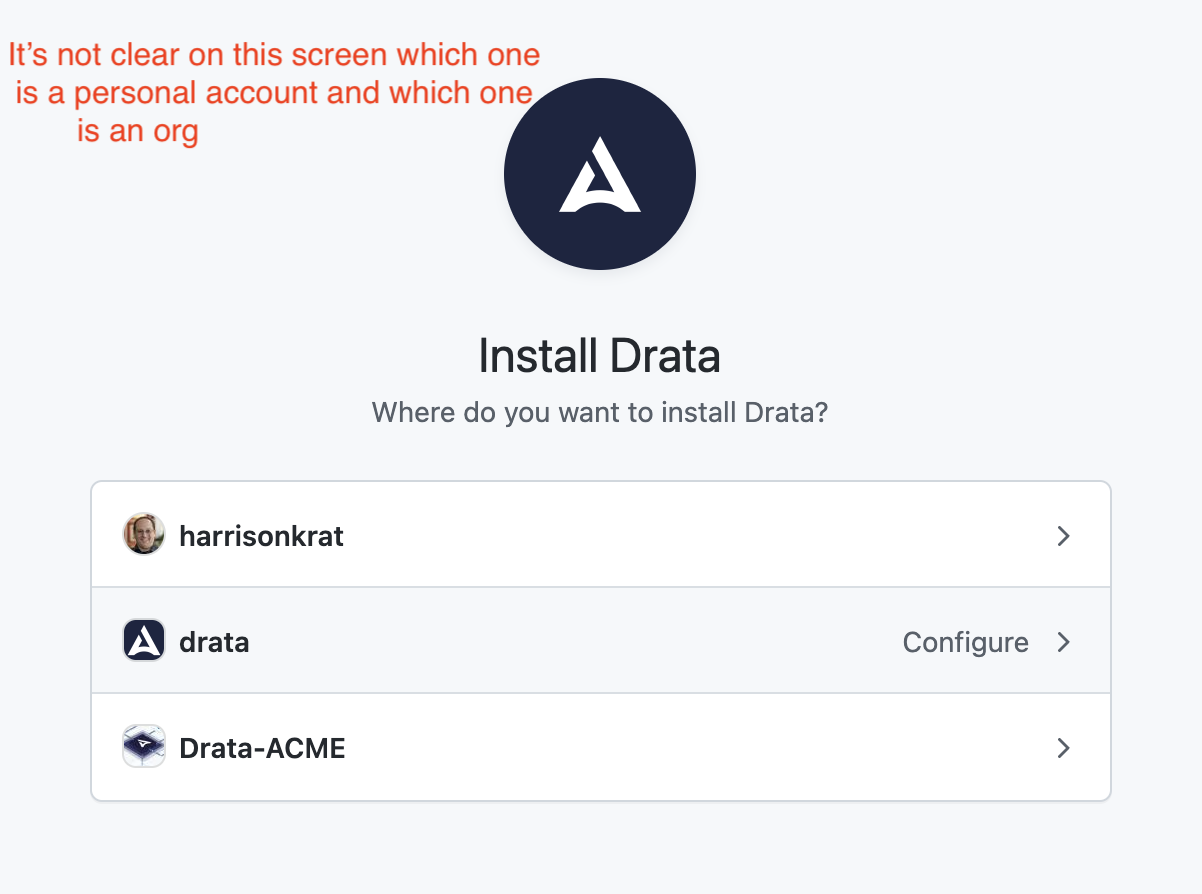 It's not clear on this screen which one
is a personal account and which one
is an org
Install Drata
Where do you want to install Drata?
harrisonkrat
drata Configure
Drata-ACME